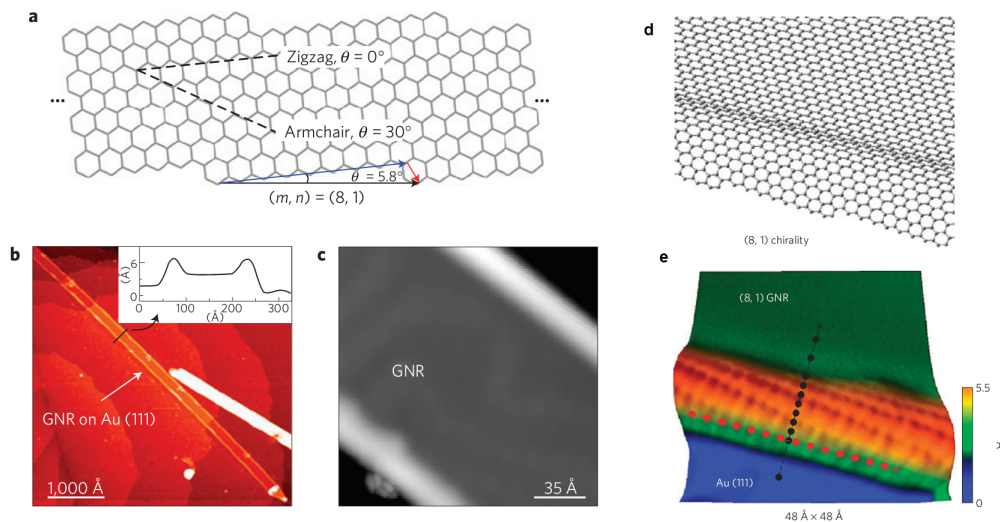 a
Zigzag, θ = 0°
...
...
Armchair, θ = 30°
θ = 5.8°
(m, n) = (8, 1)
b
6
(Å)
0
0
100
200
300
(Å)
GNR on Au (111)
1,000 Å
c
GNR
35 Å
d
(8, 1) chirality
e
(8, 1) GNR
5.5
0
Au (111)
48 Å × 48 Å